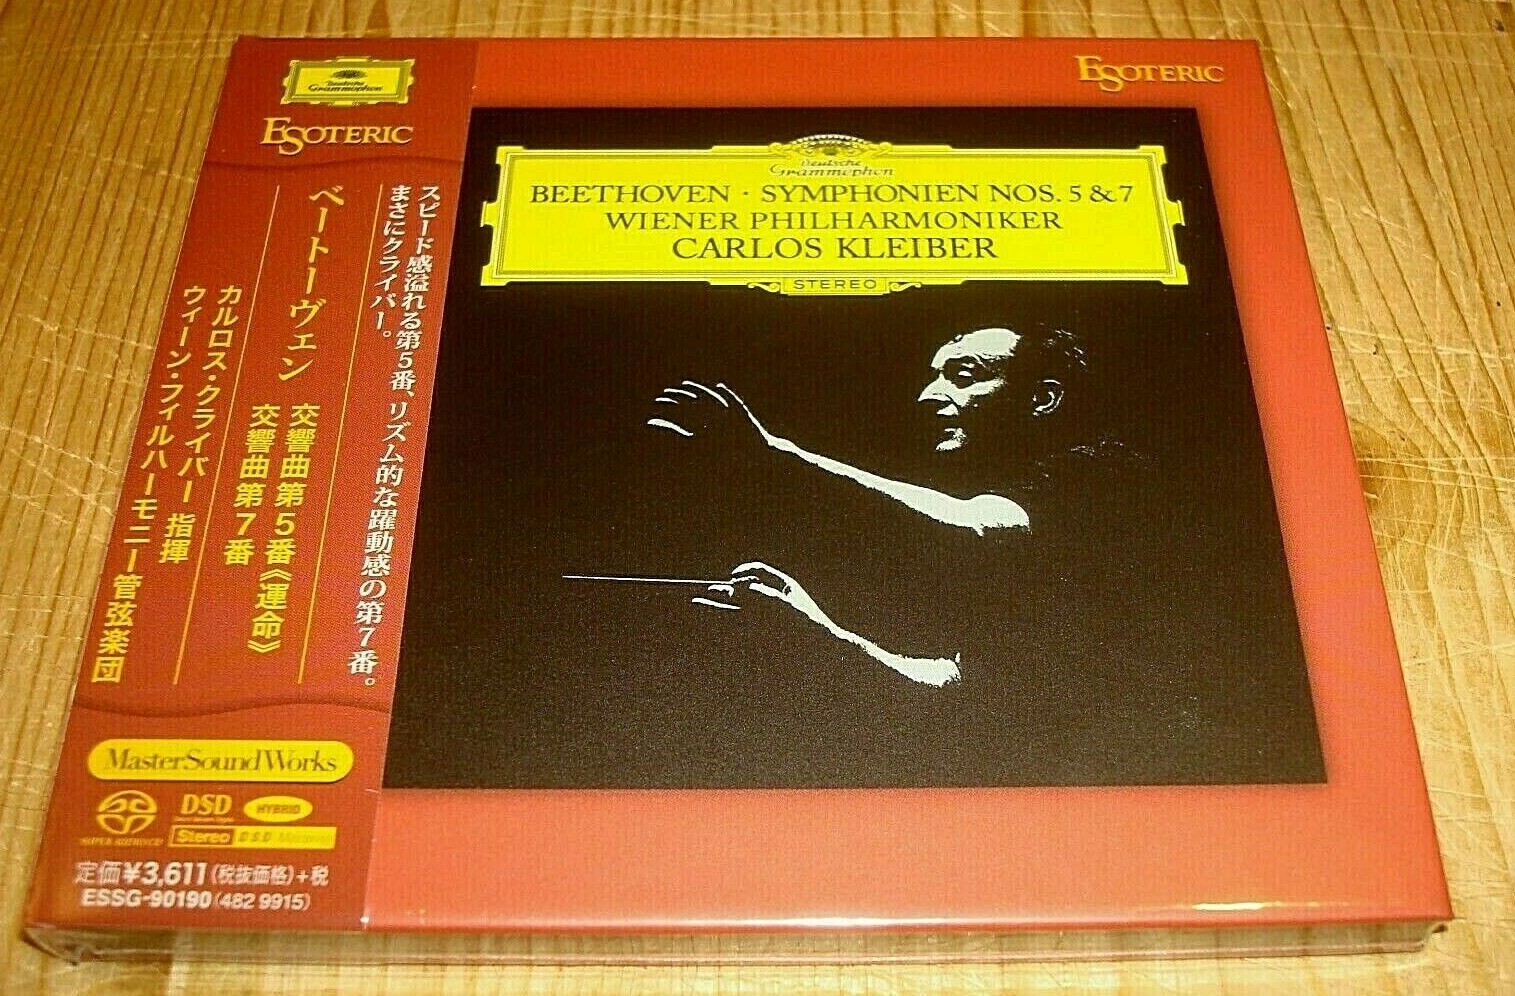 Deutsche
Grammophon
ESOTERIC
スピード感溢れる第5番、リズム的な躍動感の第7番。
まさにクライバー。
ベートーヴェン
交響曲第5番《運命》
交響曲第7番
カルロス・クライバー 指揮
ウィーン・フィルハーモニー管弦楽団
MasterSoundWorks
DSD
HYBRID
SUPER AUDIO CD
Stereo DSD
定価¥3,611(税抜価格)+税
ESSG-90190(482 9915)
ESOTERIC
Deutsche
Grammophon
BEETHOVEN · SYMPHONIEN NOS. 5 & 7
WIENER PHILHARMONIKER
CARLOS KLEIBER
STEREO